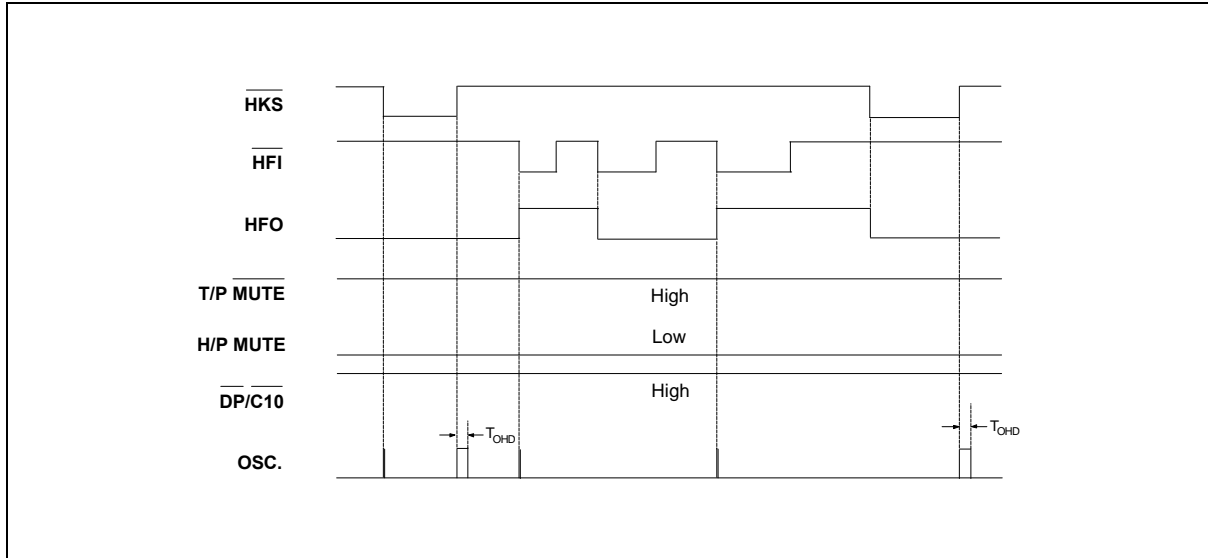 HKS
HFI
HFO
T/P MUTE
High
H/P MUTE
Low
DP/C10
High
TOHD
TOHD
OSC.